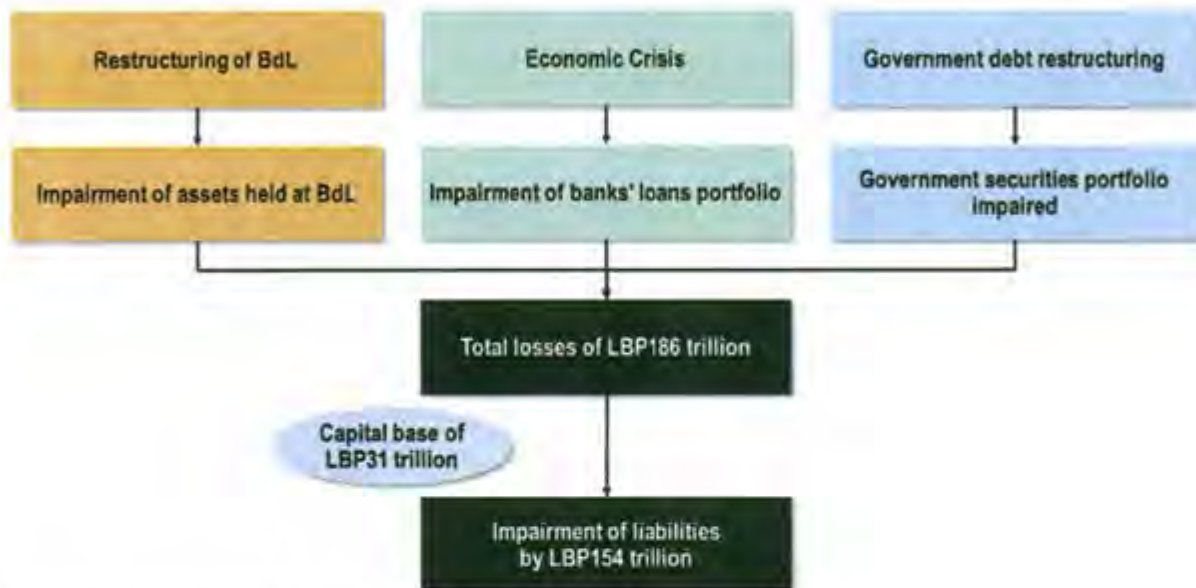 Restructuring of BdL
Economic Crisis
Government debt restructuring
Impairment of assets held at BdL
Impairment of banks' loans portfolio
Government securities portfolio
impaired
Total losses of LBP186 trillion
Capital base of
LBP31 trillion
Impairment of liabilities
by LBP154 trillion